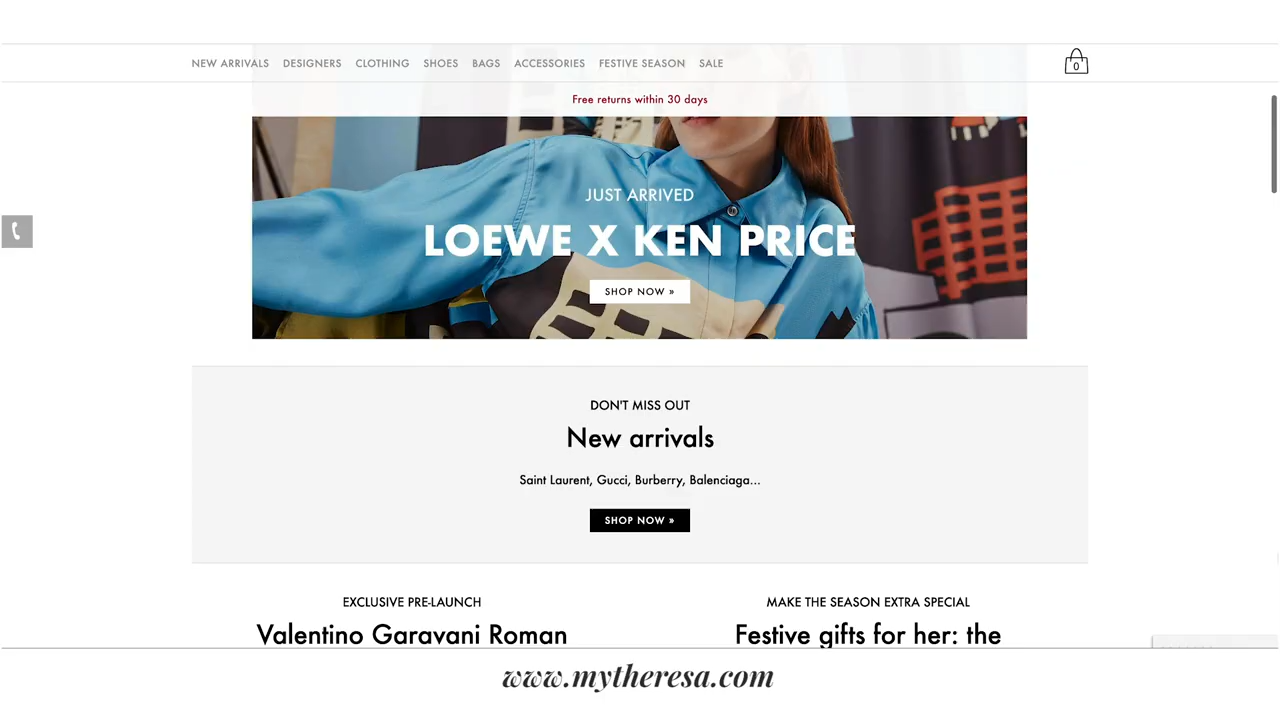 NEW ARRIVALS DESIGNERS CLOTHING SHOES BAGS ACCESSORIES FESTIVE SEASON SALE
0
Free returns within 30 days
JUST ARRIVED
LOEWE X KEN PRICE
SHOP NOW »
DON'T MISS OUT
New arrivals
Saint Laurent, Gucci, Burberry, Balenciaga...
SHOP NOW »
EXCLUSIVE PRE-LAUNCH
Valentino Garavani Roman
MAKE THE SEASON EXTRA SPECIAL
Festive gifts for her: the
www.mytheresa.com